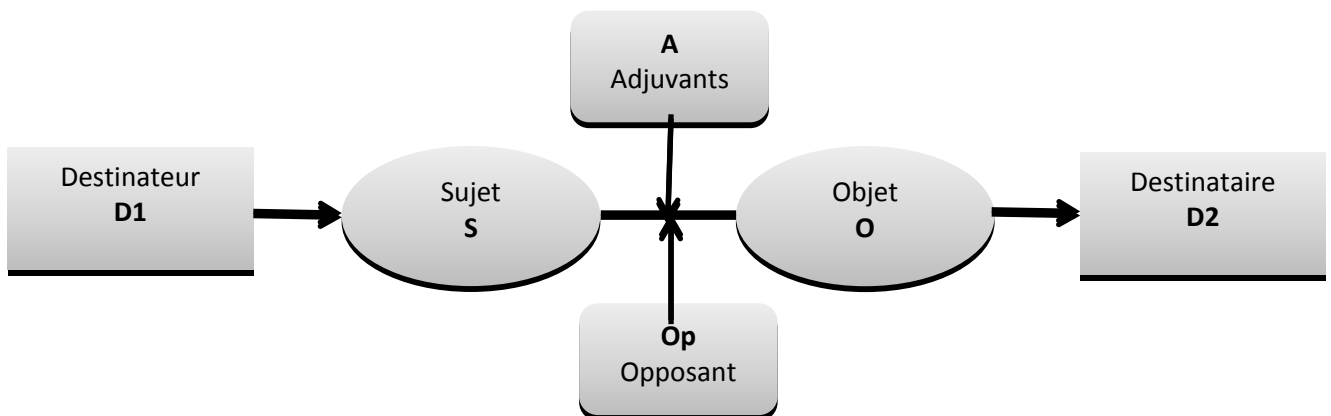 A
Adjuvants
Destinateur
D1
Sujet
S
Objet
O
Destinataire
D2
Op
Opposant